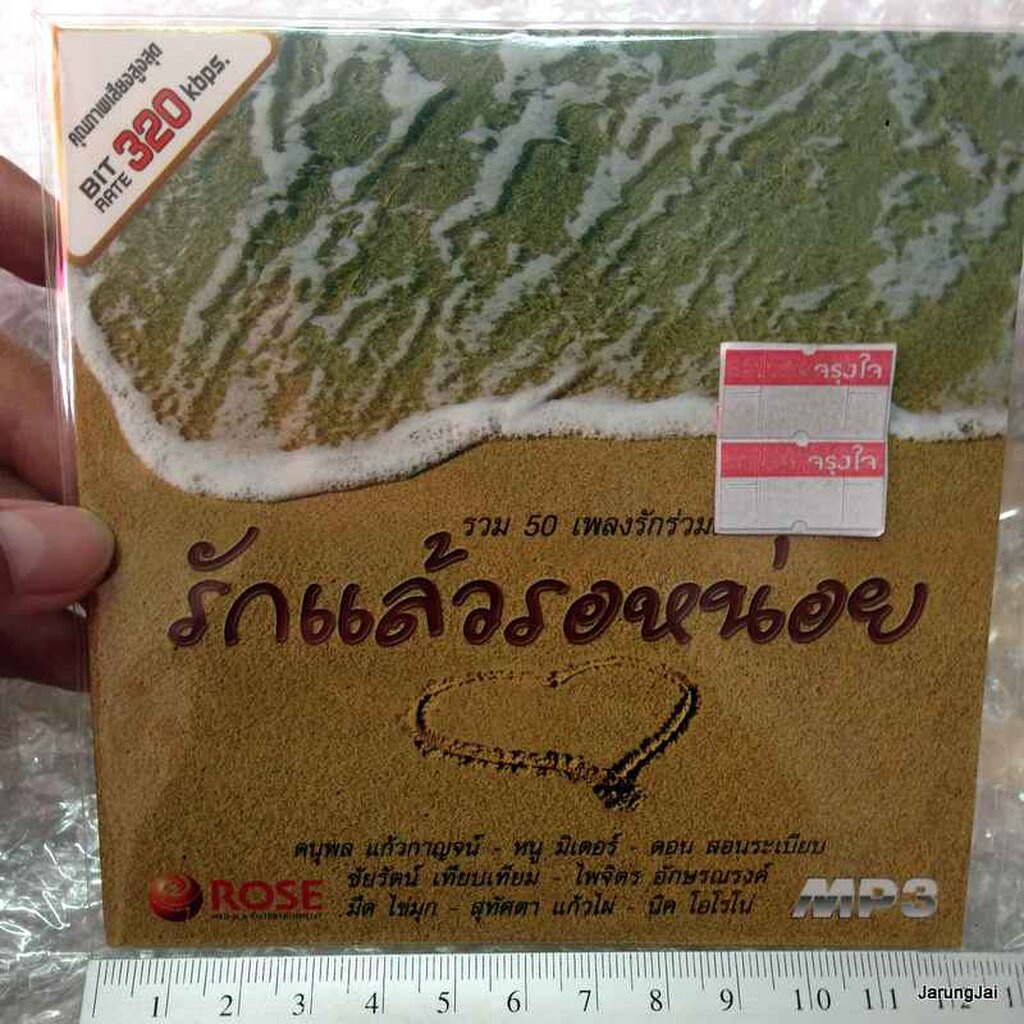 คุณภาพเสียงสูงสุด
BIT RATE 320 kbps.
จรุงใจ
จรุงใจ
รวม 50 เพลงรักร่วม
รักแล้วรอหน่อย
ดนุพล แก้วกาญจน์ - หนู มิเตอร์ - ดอน สอนระเบียบ
ชัยรัตน์ เทียบเทียม - ไพจิตร อักษรณรงค์
มีด ไข่มุก - สุทัศตา แก้วไผ่ - นิค โอโรโน่
ROSE
MEDIA & ENTERTAINMENT
MP3
1 2 3 4 5 6 7 8 9 10 11 12
JarungJai